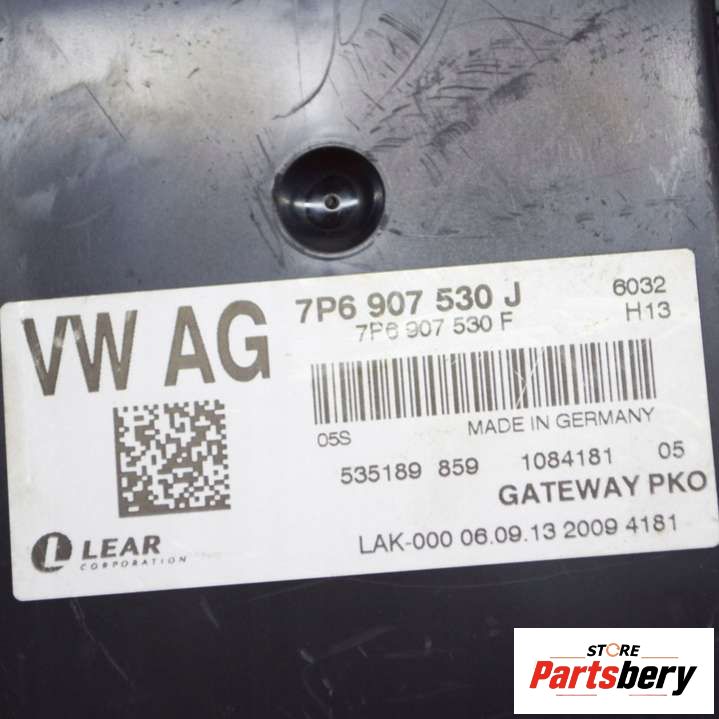 VW AG
7P6 907 530 J
6032
7P6 907 530 F
H13
05S
MADE IN GERMANY
535189 859
1084181
05
GATEWAY PKO
LEAR
CORPORATION
LAK-000 06.09.13 2009 4181
STORE
Partsbery